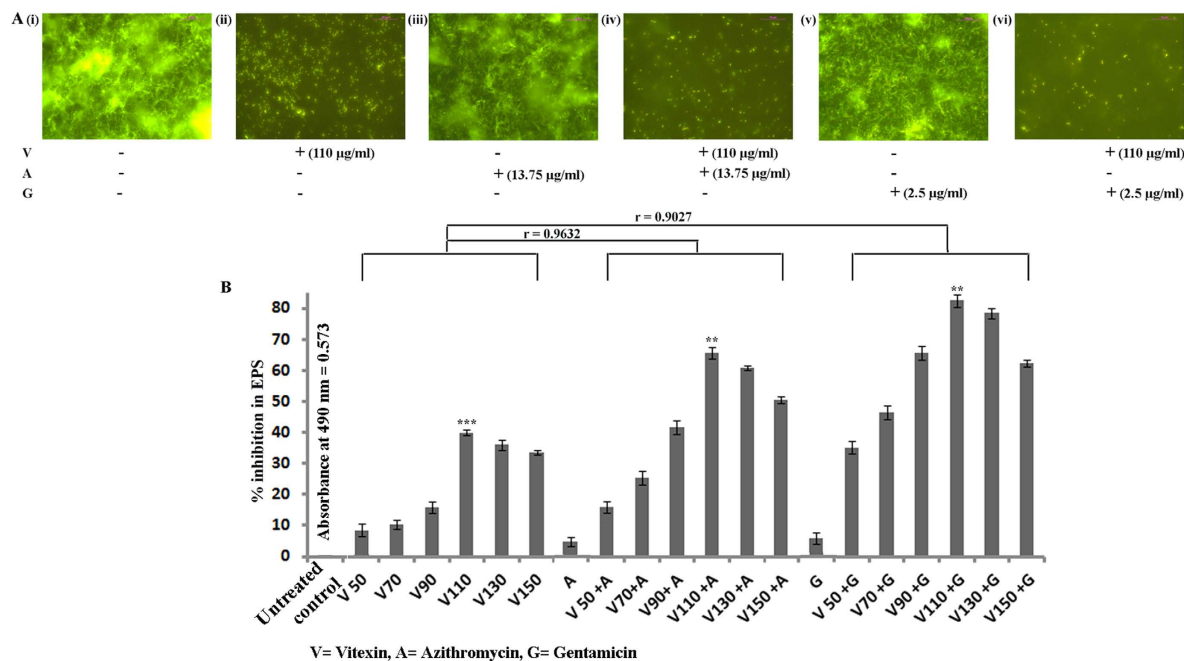 A (i) (ii) (iii) (iv) (v) (vi)
V - + (110 µg/ml) - + (110 µg/ml) - + (110 µg/ml)
A - - + (13.75 µg/ml) + (13.75 µg/ml) - -
G - - - - + (2.5 µg/ml) + (2.5 µg/ml)
r = 0.9027
r = 0.9632
B
% inhibition in EPS
80
70
60
50
40
30
20
10
0
Absorbance at 490 nm = 0.573
***
**
**
Untreated control
V 50
V70
V90
V110
V130
V150
A
V 50 +A
V70+A
V90+ A
V110+A
V130 +A
V150+A
G
V 50+G
V70 +G
V90+G
V110 +G
V130+G
V150+G
V= Vitexin, A= Azithromycin, G= Gentamicin